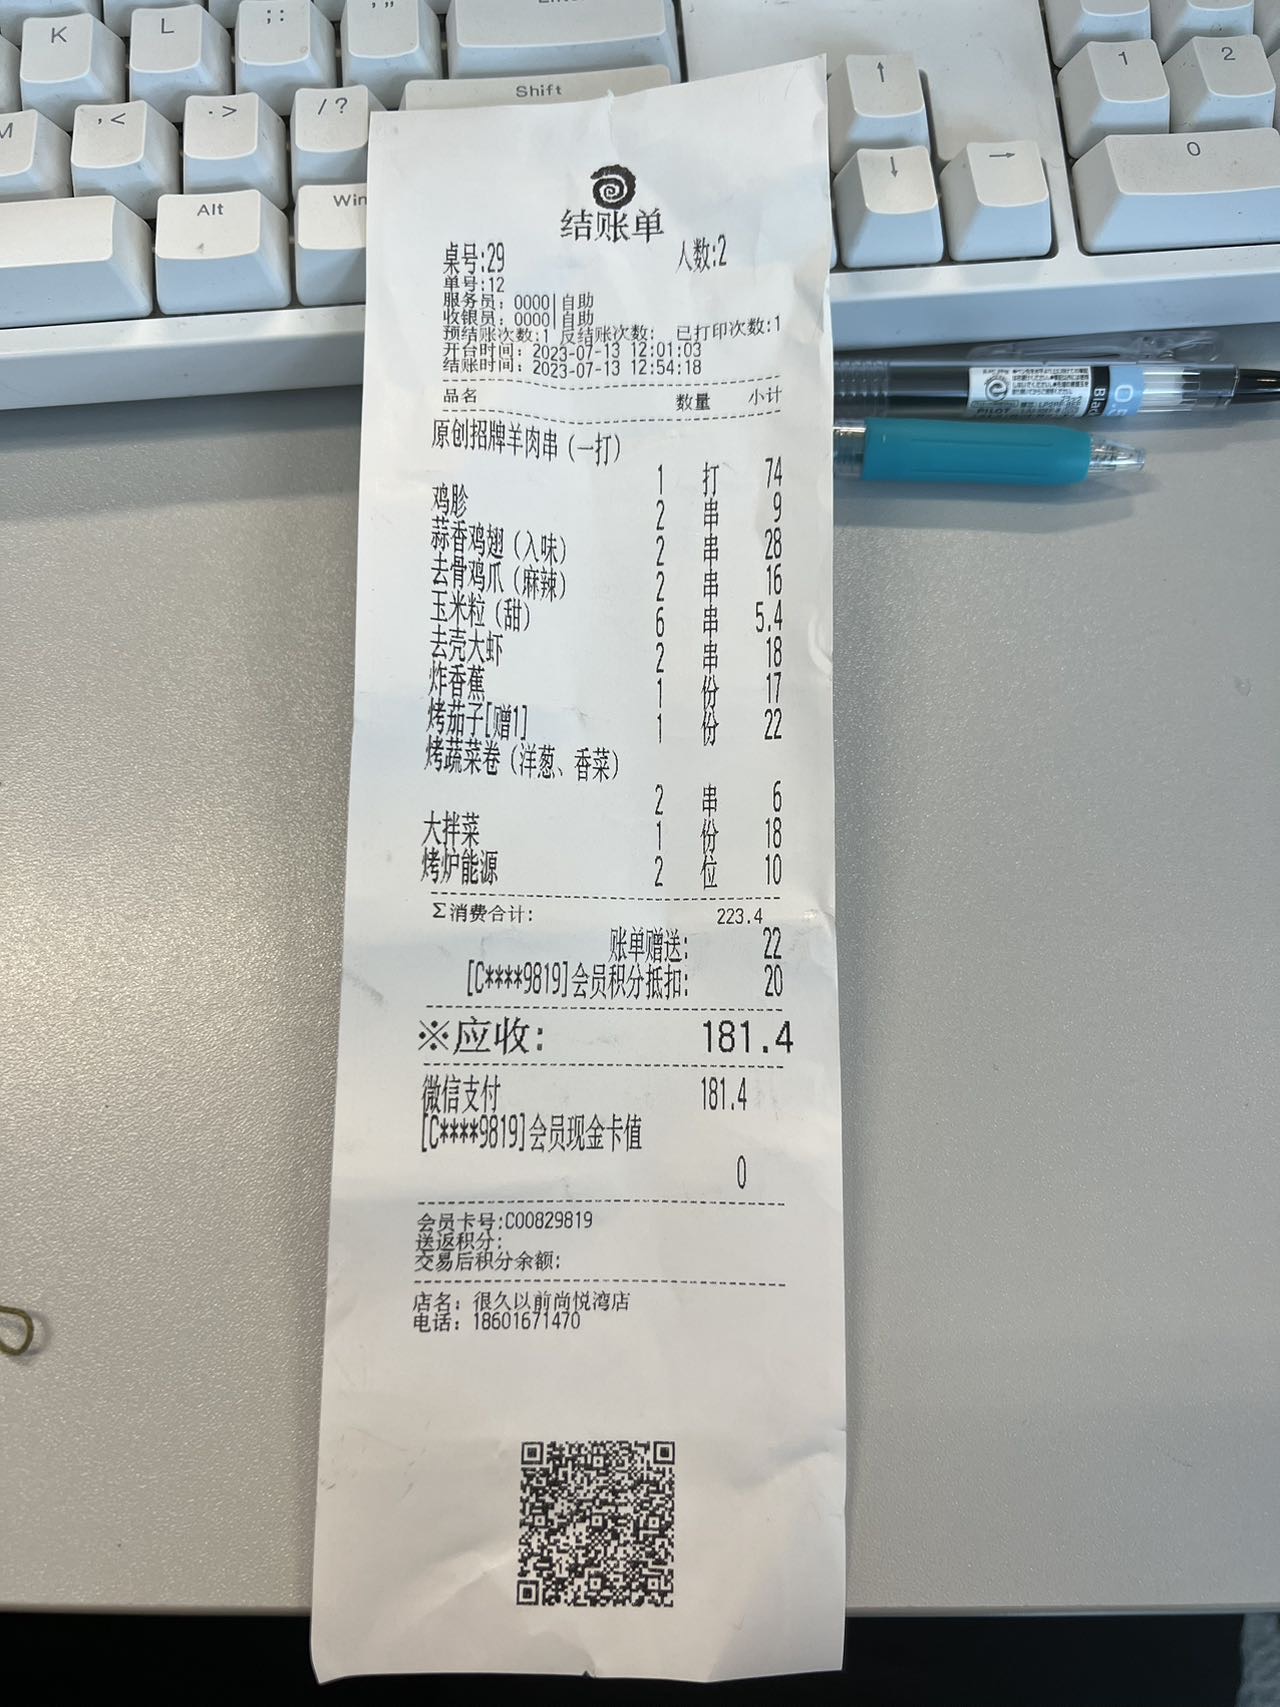 K
L
: ;
' "
Enter
M
, <
. >
/ ?
Shift
↑
1
2
Alt
Win
↓
→
0
结账单
桌号:29 人数:2
单号:12
服务员: 0000|自助
收银员: 0000|自助
预结账次数:1 反结账次数: 已打印次数:1
开台时间: 2023-07-13 12:01:03
结账时间: 2023-07-13 12:54:18
品名 数量 小计
原创招牌羊肉串(一打)
1 打 74
鸡胗 2 串 9
蒜香鸡翅(入味) 2 串 28
去骨鸡爪(麻辣) 2 串 16
玉米粒(甜) 6 串 5.4
去壳大虾 2 串 18
炸香蕉 1 份 17
烤茄子[赠1] 1 份 22
烤蔬菜卷(洋葱、香菜)
2 串 6
大拌菜 1 份 18
烤炉能源 2 位 10
Σ消费合计: 223.4
账单赠送: 22
[C****9819]会员积分抵扣: 20
※应收: 181.4
微信支付 181.4
[C****9819]会员现金卡值
0
会员卡号:C00829819
送返积分:
交易后积分余额:
店名: 很久以前尚悦湾店
电话: 18601671470
PILOT
Black